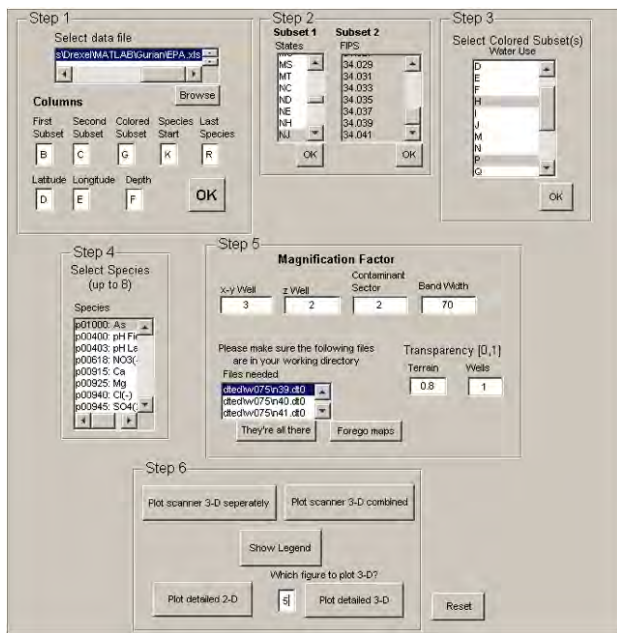 Step 1
Select data file
s\Drexel\MATLAB\Gurian\EPA.xls
Browse
Columns
First Subset
Second Subset
Colored Subset
Species Start
Last Species
B
C
G
K
R
Latitude
Longitude
Depth
D
E
F
OK
Step 2
Subset 1
States
MS
MT
NC
ND
NE
NH
NJ
OK
Subset 2
FIPS
34.029
34.031
34.033
34.035
34.037
34.039
34.041
OK
Step 3
Select Colored Subset(s)
Water Use
D
E
F
H
I
J
M
N
P
Q
OK
Step 4
Select Species
(up to 8)
Species
p01000: As
p00400: pH Fie
p00403: pH La
p00618: NO3(-
p00915: Ca
p00925: Mg
p00940: Cl(-)
p00945: SO4(
Step 5
Magnification Factor
x-y Well
z Well
Contaminant Sector
Band Width
3
2
2
70
Please make sure the following files
are in your working directory
Files needed
dted\w075\n39.dt0
dted\w075\n40.dt0
dted\w075\n41.dt0
They're all there
Forego maps
Transparency [0,1]
Terrain
Wells
0.8
1
Step 6
Plot scanner 3-D seperately
Plot scanner 3-D combined
Show Legend
Which figure to plot 3-D?
Plot detailed 2-D
5
Plot detailed 3-D
Reset